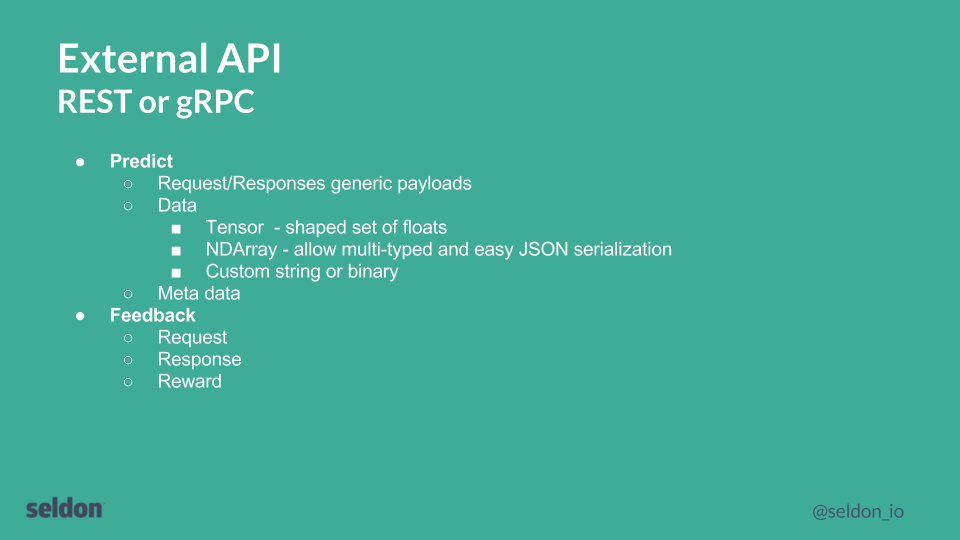 External API
REST or gRPC
● Predict
○ Request/Responses generic payloads
○ Data
■ Tensor - shaped set of floats
■ NDArray - allow multi-typed and easy JSON serialization
■ Custom string or binary
○ Meta data
● Feedback
○ Request
○ Response
○ Reward
seldon
@seldon_io